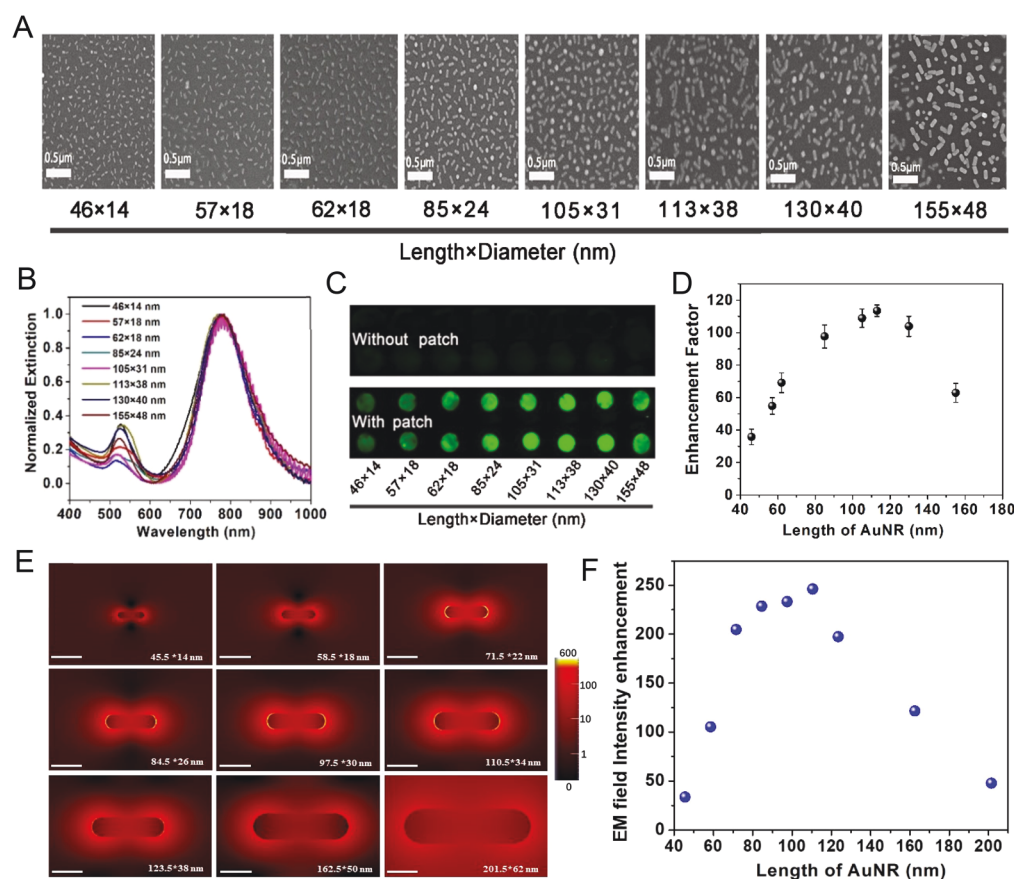 A
0.5μm 0.5μm 0.5μm 0.5μm 0.5μm 0.5μm 0.5μm 0.5μm
46×14 57×18 62×18 85×24 105×31 113×38 130×40 155×48
Length×Diameter (nm)
B
Normalized Extinction
1.0
0.8
0.6
0.4
0.2
0.0
46×14 nm
57×18 nm
62×18 nm
85×24 nm
105×31 nm
113×38 nm
130×40 nm
155×48 nm
400 500 600 700 800 900 1000
Wavelength (nm)
C
Without patch
With patch
46×14 57×18 62×18 85×24 105×31 113×38 130×40 155×48
Length×Diameter (nm)
D
Enhancement Factor
120
100
80
60
40
20
0
40 60 80 100 120 140 160 180
Length of AuNR (nm)
E
45.5 *14 nm 58.5 *18 nm 71.5 *22 nm
84.5 *26 nm 97.5 *30 nm 110.5*34 nm
123.5*38 nm 162.5*50 nm 201.5*62 nm
600
100
10
1
0
F
EM field Intensity enhancement
250
200
150
100
50
0
40 60 80 100 120 140 160 180 200
Length of AuNR (nm)